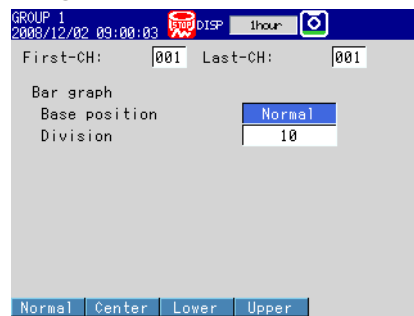 GROUP 1
2008/12/02 09:00:03 STOP DISP 1hour
First-CH: 001 Last-CH: 001
Bar graph
Base position Normal
Division 10
Normal Center Lower Upper